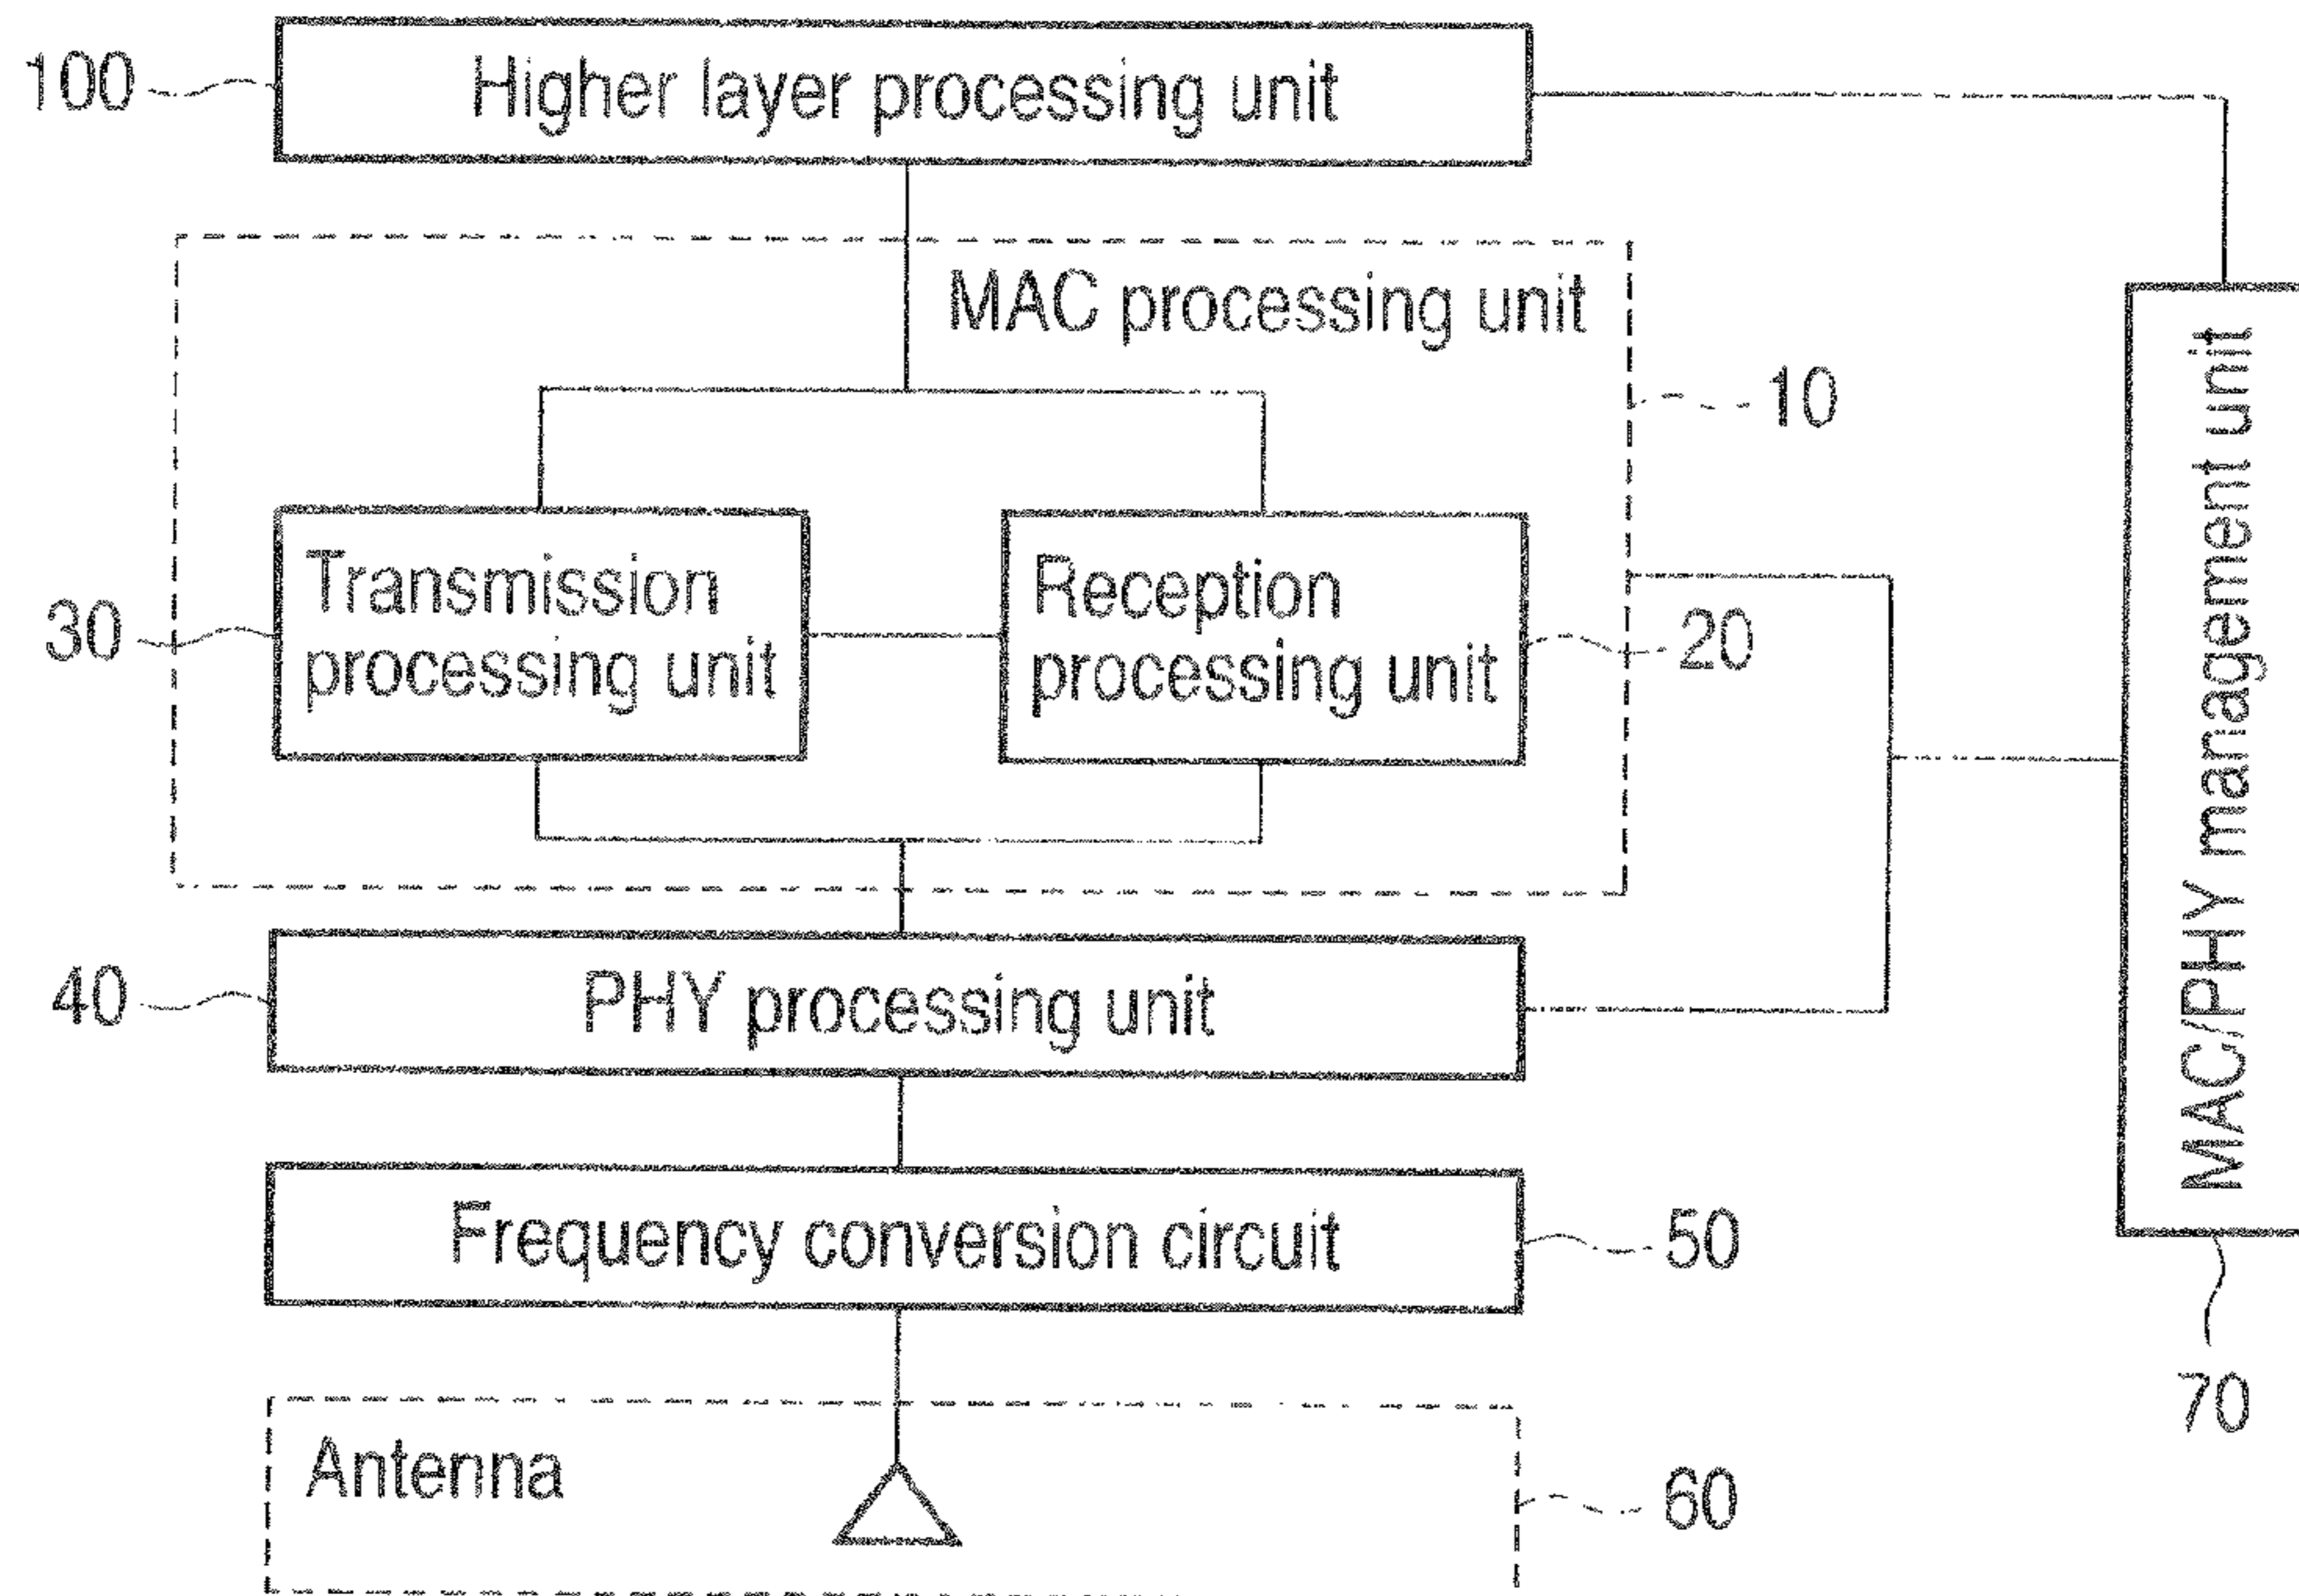 100
Higher layer processing unit
MAC processing unit
10
Transmission
processing unit
30
Reception
processing unit
20
40
PHY processing unit
Frequency conversion circuit
50
Antenna
60
MAC/PHY management unit
70